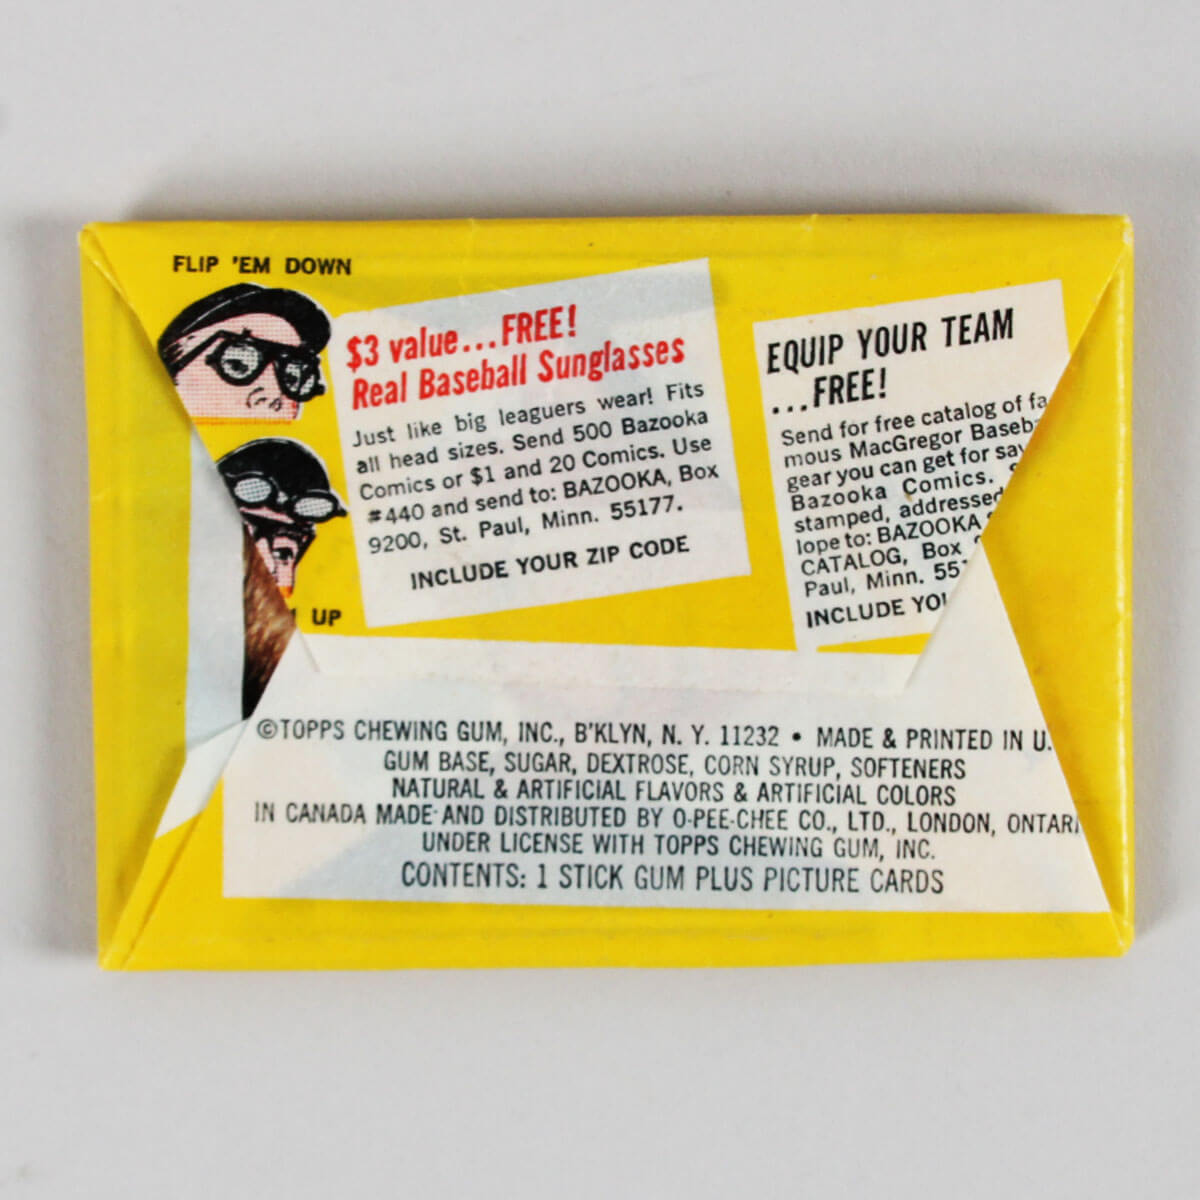 FLIP 'EM DOWN
$3 value...FREE!
Real Baseball Sunglasses
Just like big leaguers wear! Fits
all head sizes. Send 500 Bazooka
Comics or $1 and 20 Comics. Use
#440 and send to: BAZOOKA, Box
9200, St. Paul, Minn. 55177.
INCLUDE YOUR ZIP CODE
UP
EQUIP YOUR TEAM
...FREE!
Send for free catalog of fa
mous MacGregor Baseba
gear you can get for sav
Bazooka Comics.
stamped, addressed
lope to: BAZOOKA
CATALOG, Box
Paul, Minn. 551
INCLUDE YOU
©TOPPS CHEWING GUM, INC., B'KLYN, N. Y. 11232 • MADE & PRINTED IN U.
GUM BASE, SUGAR, DEXTROSE, CORN SYRUP, SOFTENERS
NATURAL & ARTIFICIAL FLAVORS & ARTIFICIAL COLORS
IN CANADA MADE AND DISTRIBUTED BY O-PEE-CHEE CO., LTD., LONDON, ONTARI
UNDER LICENSE WITH TOPPS CHEWING GUM, INC.
CONTENTS: 1 STICK GUM PLUS PICTURE CARDS